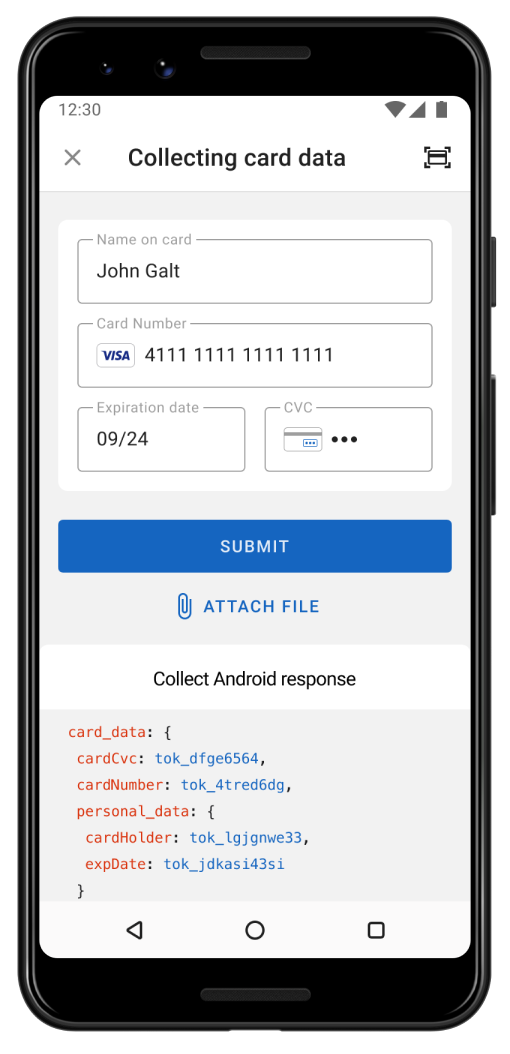 12:30
Collecting card data
Name on card
John Galt
Card Number
VISA 4111 1111 1111 1111
Expiration date CVC
09/24 •••
SUBMIT
ATTACH FILE
Collect Android response
card_data: {
cardCvc: tok_dfge6564,
cardNumber: tok_4tred6dg,
personal_data: {
cardHolder: tok_lgjgnwe33,
expDate: tok_jdkasi43si
}